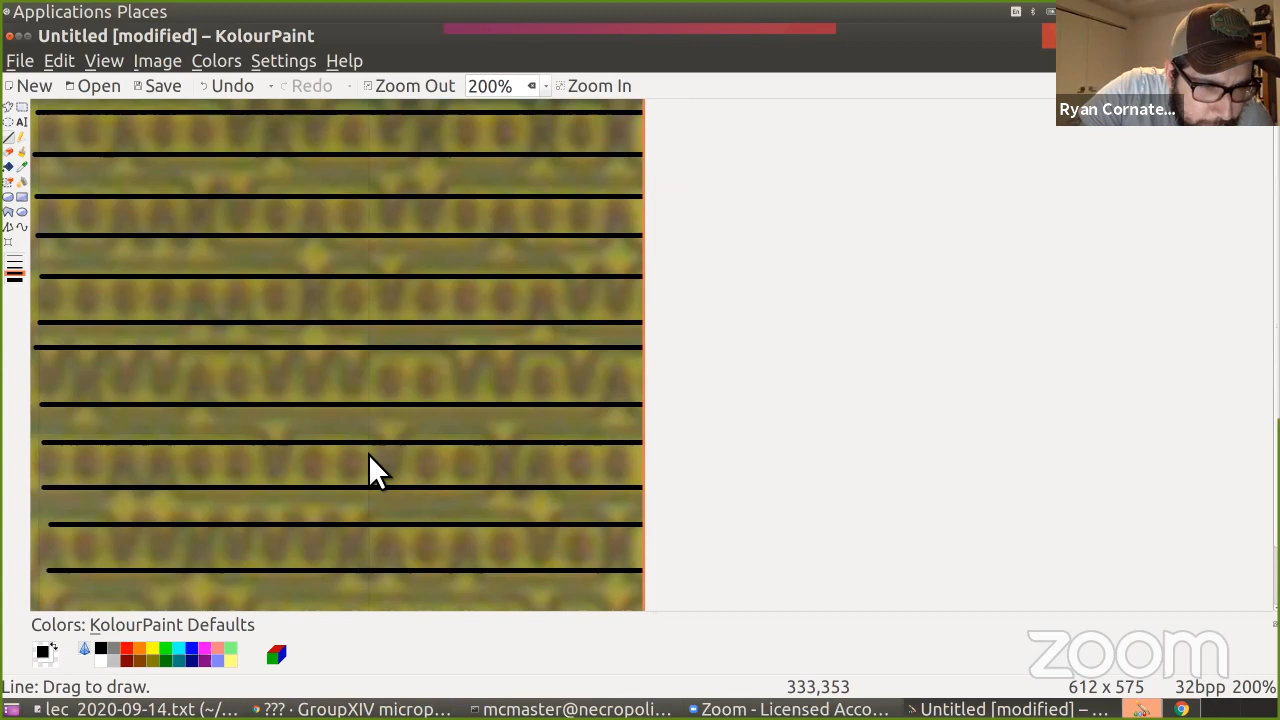 Applications Places
En
Untitled [modified] – KolourPaint
File Edit View Image Colors Settings Help
New Open Save Undo Redo Zoom Out 200% Zoom In
Ryan Cornate...
AI
Colors: KolourPaint Defaults
zoom
Line: Drag to draw.
333,353
612 x 575
32bpp
200%
lec 2020-09-14.txt (~/...
??? · GroupXIV microp...
mcmaster@necropoli...
Zoom - Licensed Acco...
Untitled [modified] – ...